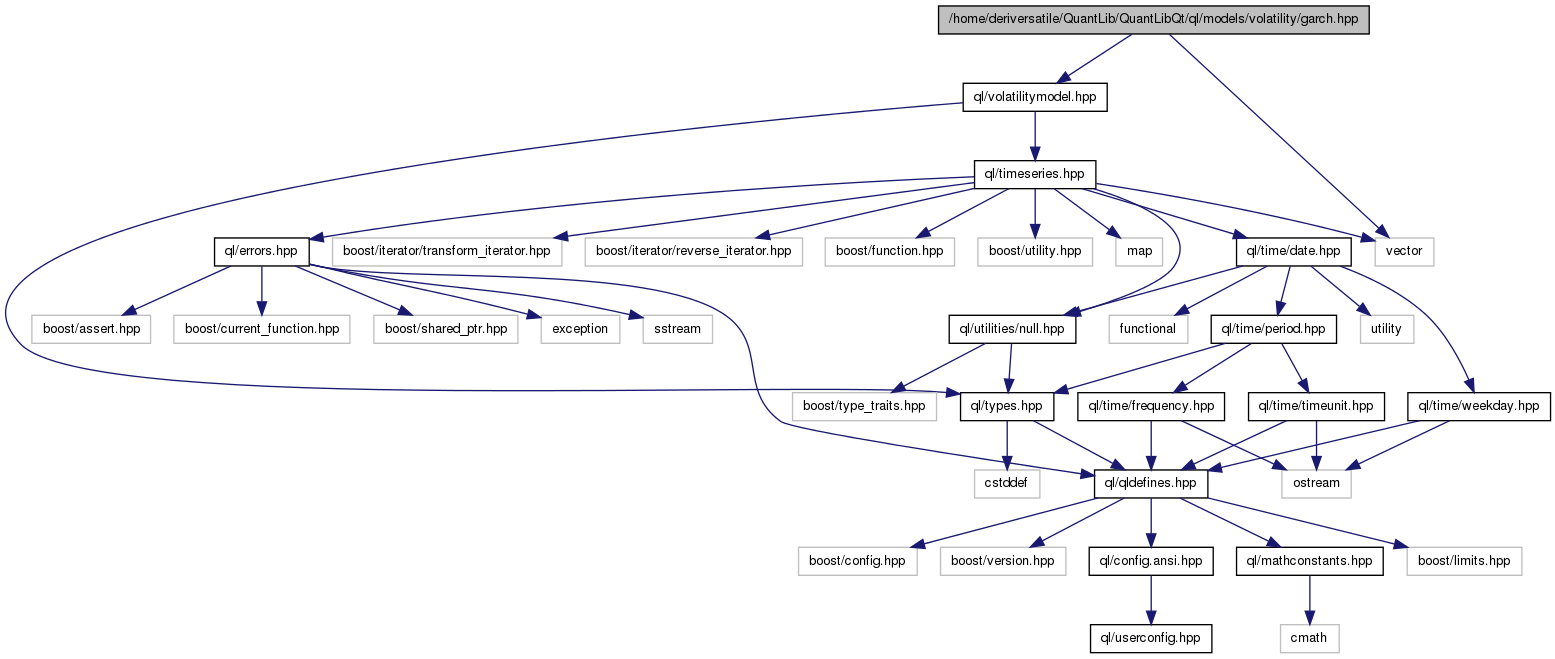 /home/deriversatile/QuantLib/QuantLibQt/ql/models/volatility/garch.hpp
ql/volatilitymodel.hpp
ql/timeseries.hpp
ql/errors.hpp
boost/iterator/transform_iterator.hpp
boost/iterator/reverse_iterator.hpp
boost/function.hpp
boost/utility.hpp
map
ql/time/date.hpp
vector
boost/assert.hpp
boost/current_function.hpp
boost/shared_ptr.hpp
exception
sstream
ql/utilities/null.hpp
functional
ql/time/period.hpp
utility
boost/type_traits.hpp
ql/types.hpp
ql/time/frequency.hpp
ql/time/timeunit.hpp
ql/time/weekday.hpp
cstddef
ql/qldefines.hpp
ostream
boost/config.hpp
boost/version.hpp
ql/config.ansi.hpp
ql/mathconstants.hpp
boost/limits.hpp
ql/userconfig.hpp
cmath